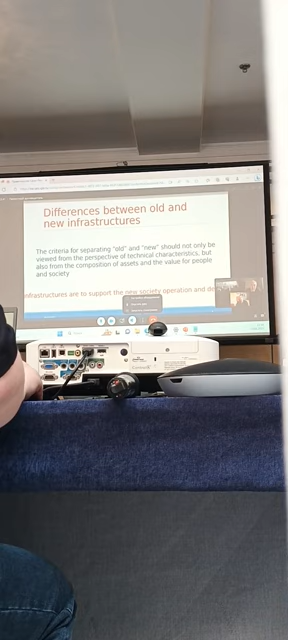 Differences between old and
new infrastructures
The criteria for separating "old" and "new" should not only be
viewed from the perspective of technical characteristics, but
also from the composition of assets and the value for people
and society
nfrastructures are to support the new society operation and de